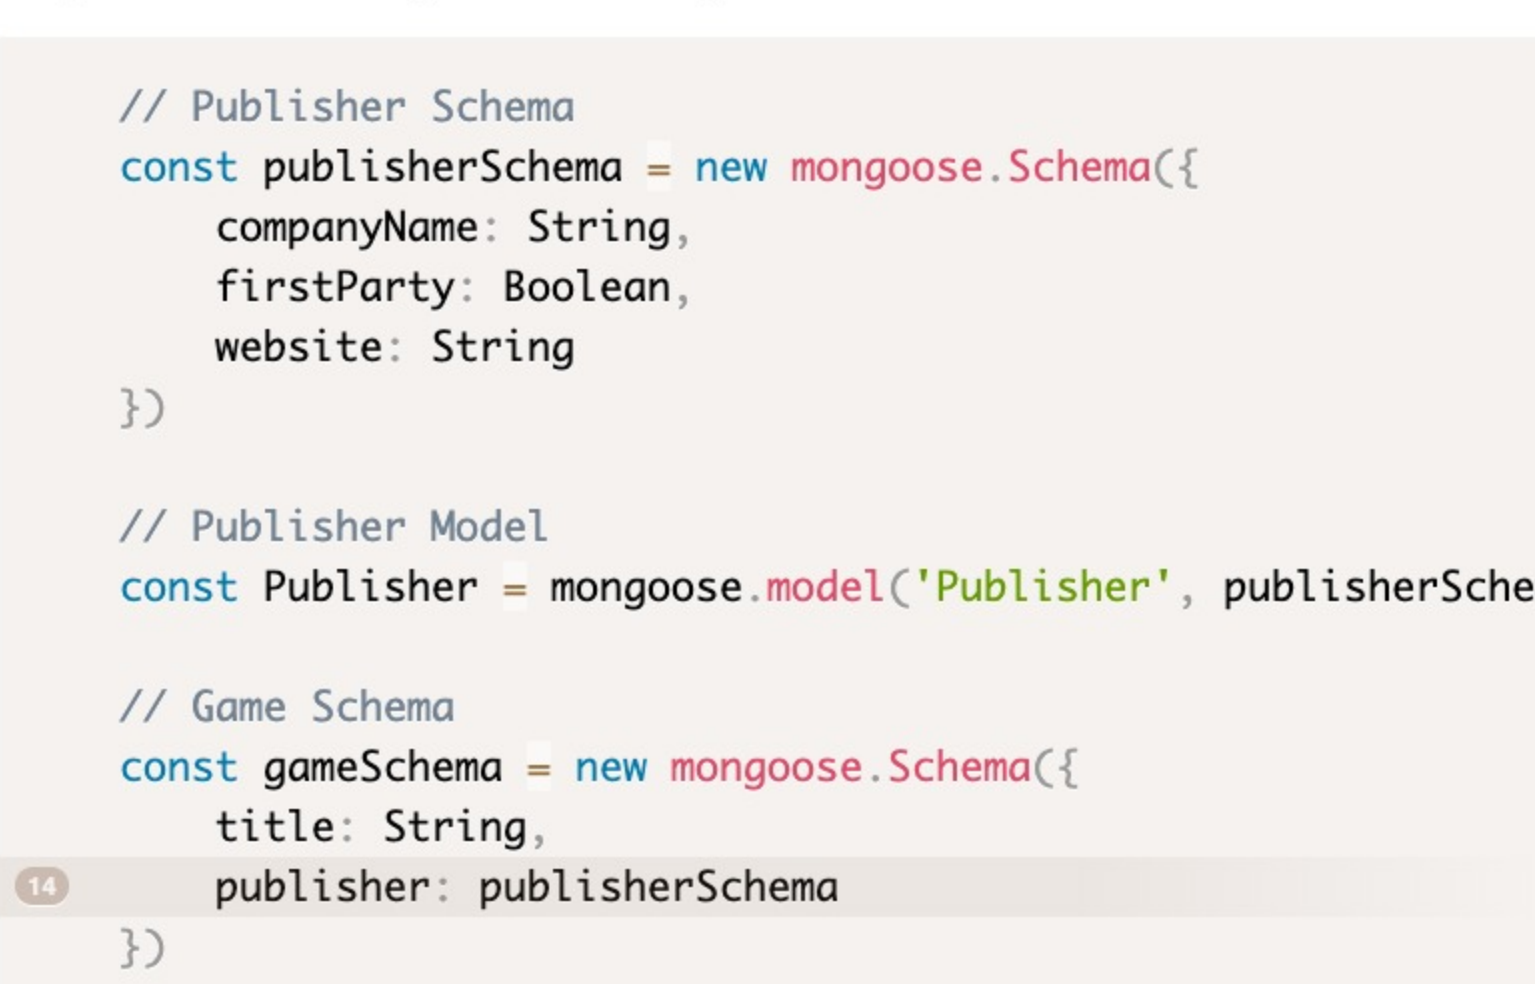 // Publisher Schema
const publisherSchema = new mongoose.Schema({
    companyName: String,
    firstParty: Boolean,
    website: String
})

// Publisher Model
const Publisher = mongoose.model('Publisher', publisherSche

// Game Schema
const gameSchema = new mongoose.Schema({
    title: String,
14    publisher: publisherSchema
})